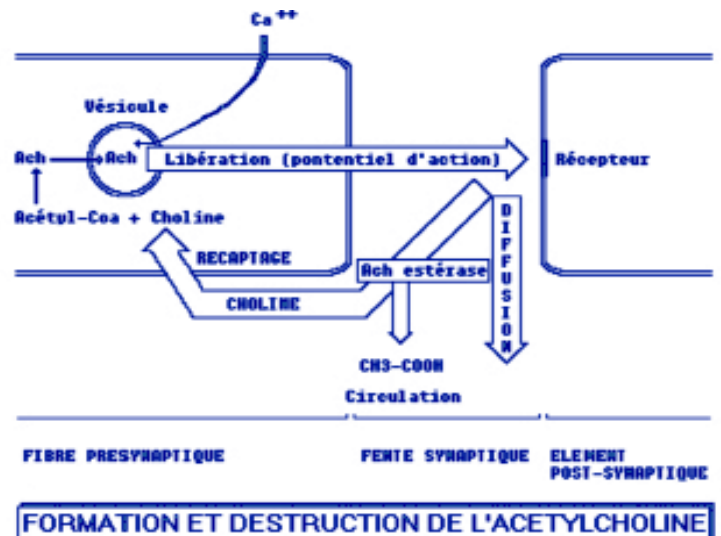 Ca++
Vésicule
Ach
Ach
Libération (pontentiel d'action)
Récepteur
Acétyl-Coa + Choline
DIFFUSION
RECAPTAGE
Ach estérase
CHOLINE
CH3-COOH
Circulation
FIBRE PRESYNAPTIQUE
FENTE SYNAPTIQUE
ELEMENT
POST-SYNAPTIQUE
FORMATION ET DESTRUCTION DE L'ACETYLCHOLINE